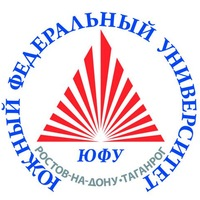 ЮЖНЫЙ ФЕДЕРАЛЬНЫЙ УНИВЕРСИТЕТ
ЮФУ
РОСТОВ-НА-ДОНУ•ТАГАНРОГ